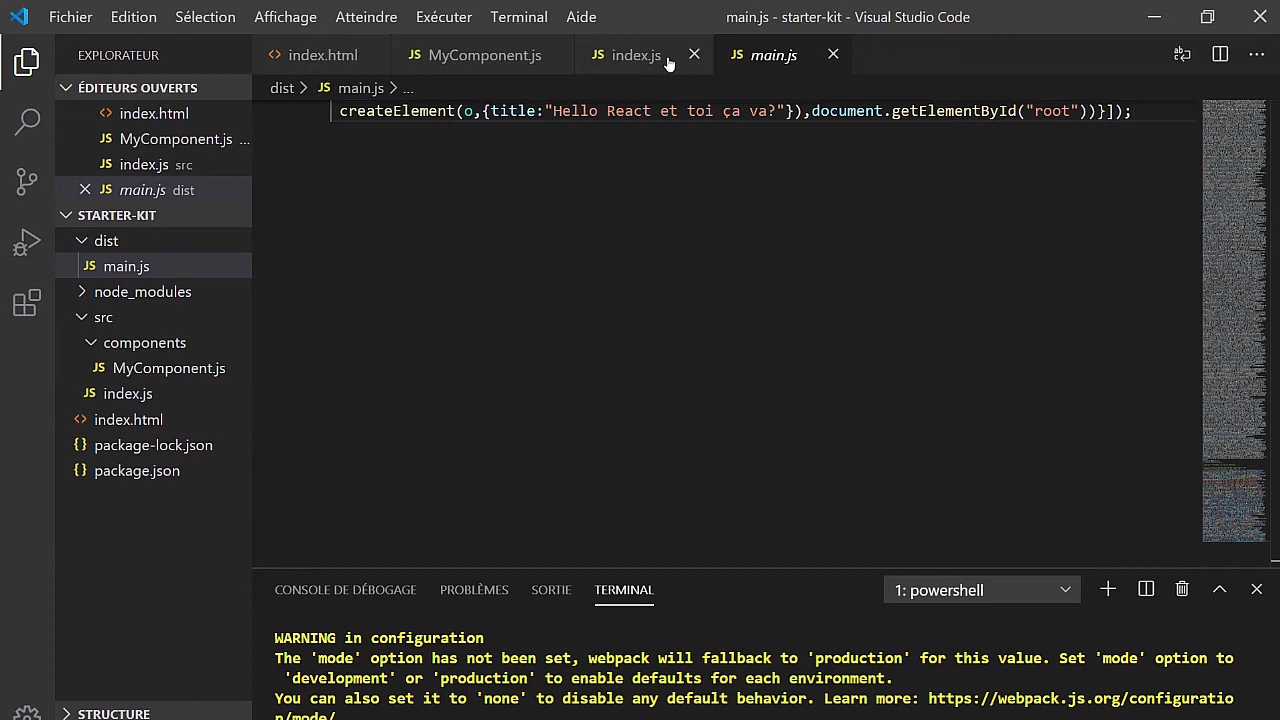 Fichier Edition Sélection Affichage Atteindre Exécuter Terminal Aide main.js - starter-kit - Visual Studio Code
EXPLORATEUR
index.html MyComponent.js index.js main.js
ÉDITEURS OUVERTS
dist main.js ...
index.html
MyComponent.js ...
index.js src
main.js dist
createElement(o,{title:"Hello React et toi ça va?"}),document.getElementById("root"))}]);
STARTER-KIT
dist
main.js
node_modules
src
components
MyComponent.js
index.js
index.html
package-lock.json
package.json
STRUCTURE
CONSOLE DE DÉBOGAGE PROBLÈMES SORTIE TERMINAL 1: powershell
WARNING in configuration
The 'mode' option has not been set, webpack will fallback to 'production' for this value. Set 'mode' option to
'development' or 'production' to enable defaults for each environment.
You can also set it to 'none' to disable any default behavior. Learn more: https://webpack.js.org/configuratio
n/mode/